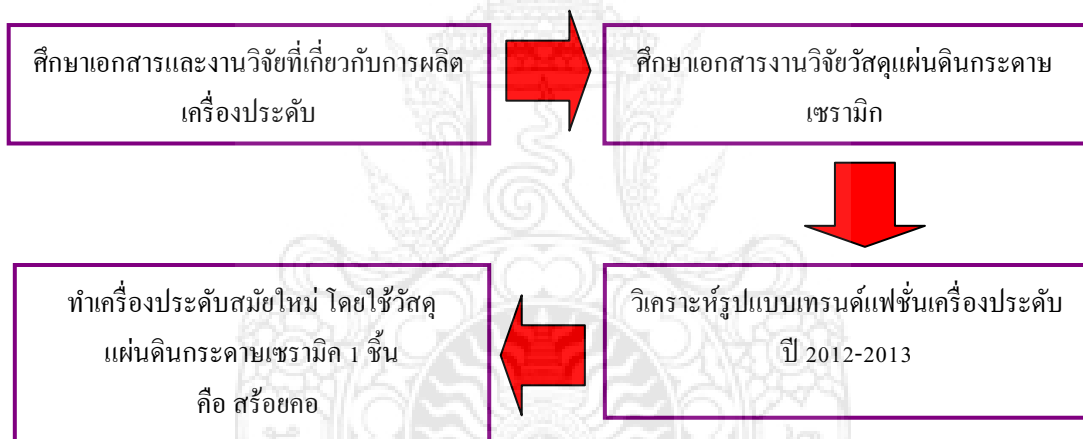 ศึกษาเอกสารและงานวิจัยที่เกี่ยวกับการผลิต
เครื่องประดับ
ศึกษาเอกสารงานวิจัยวัสดุแผ่นดินกระดาษ
เซรามิก
วิเคราะห์รูปแบบเทรนด์แฟชั่นเครื่องประดับ
ปี 2012-2013
ทำเครื่องประดับสมัยใหม่ โดยใช้วัสดุ
แผ่นดินกระดาษเซรามิค 1 ชิ้น
คือ สร้อยคอ